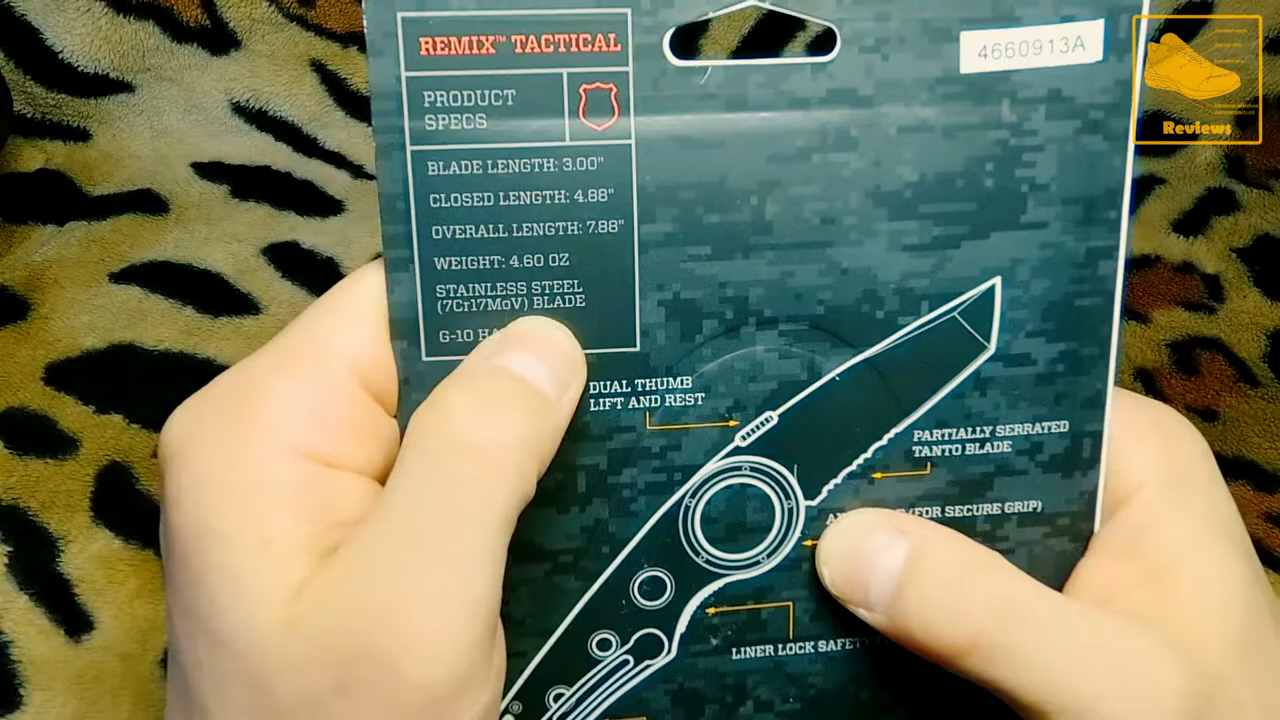 REMIX™ TACTICAL
PRODUCT
SPECS
BLADE LENGTH: 3.00"
CLOSED LENGTH: 4.88"
OVERALL LENGTH: 7.88"
WEIGHT: 4.60 OZ
STAINLESS STEEL
(7Cr17MoV) BLADE
G-10
4660913A
Reviews
DUAL THUMB
LIFT AND REST
PARTIALLY SERRATED
TANTO BLADE
(FOR SECURE GRIP)
LINER LOCK